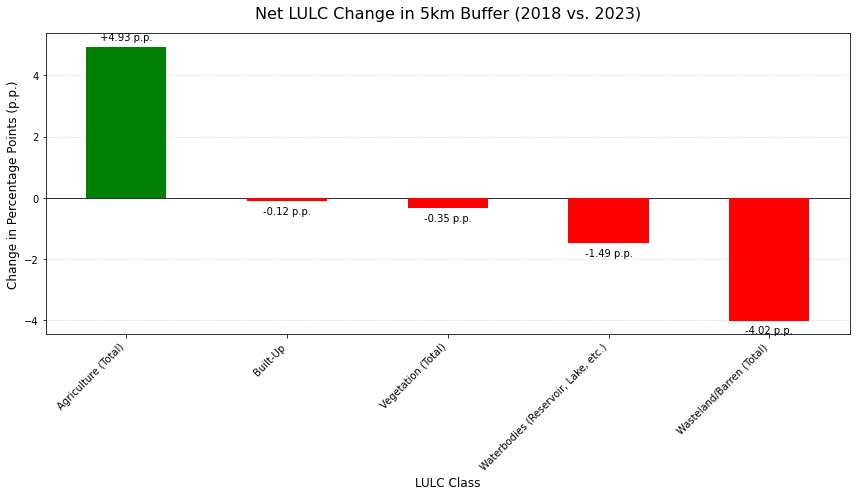 Net LULC Change in 5km Buffer (2018 vs. 2023)
+4.93 p.p.
-0.12 p.p.
-0.35 p.p.
-1.49 p.p.
-4.02 p.p.
Change in Percentage Points (p.p.)
4
2
0
−2
−4
Agriculture (Total)
Built-Up
Vegetation (Total)
Waterbodies (Reservoir, Lake, etc.)
Wasteland/Barren (Total)
LULC Class